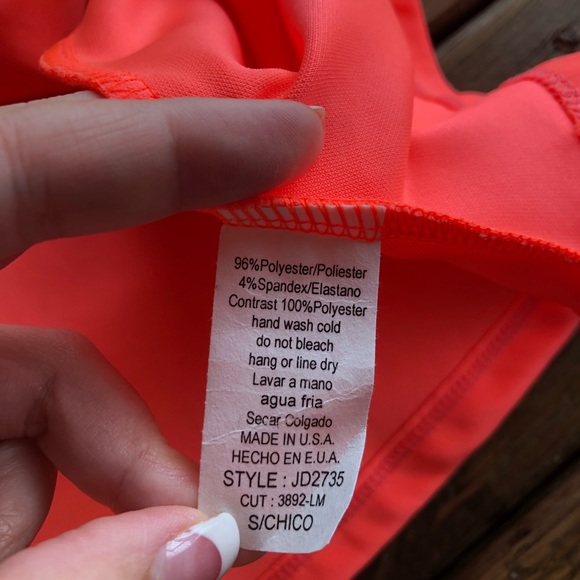 96%Polyester/Poliester
4%Spandex/Elastano
Contrast 100%Polyester
hand wash cold
do not bleach
hang or line dry
Lavar a mano
agua fria
Secar Colgado
MADE IN U.S.A.
HECHO EN E.U.A.
STYLE : JD2735
CUT : 3892-LM
S/CHICO